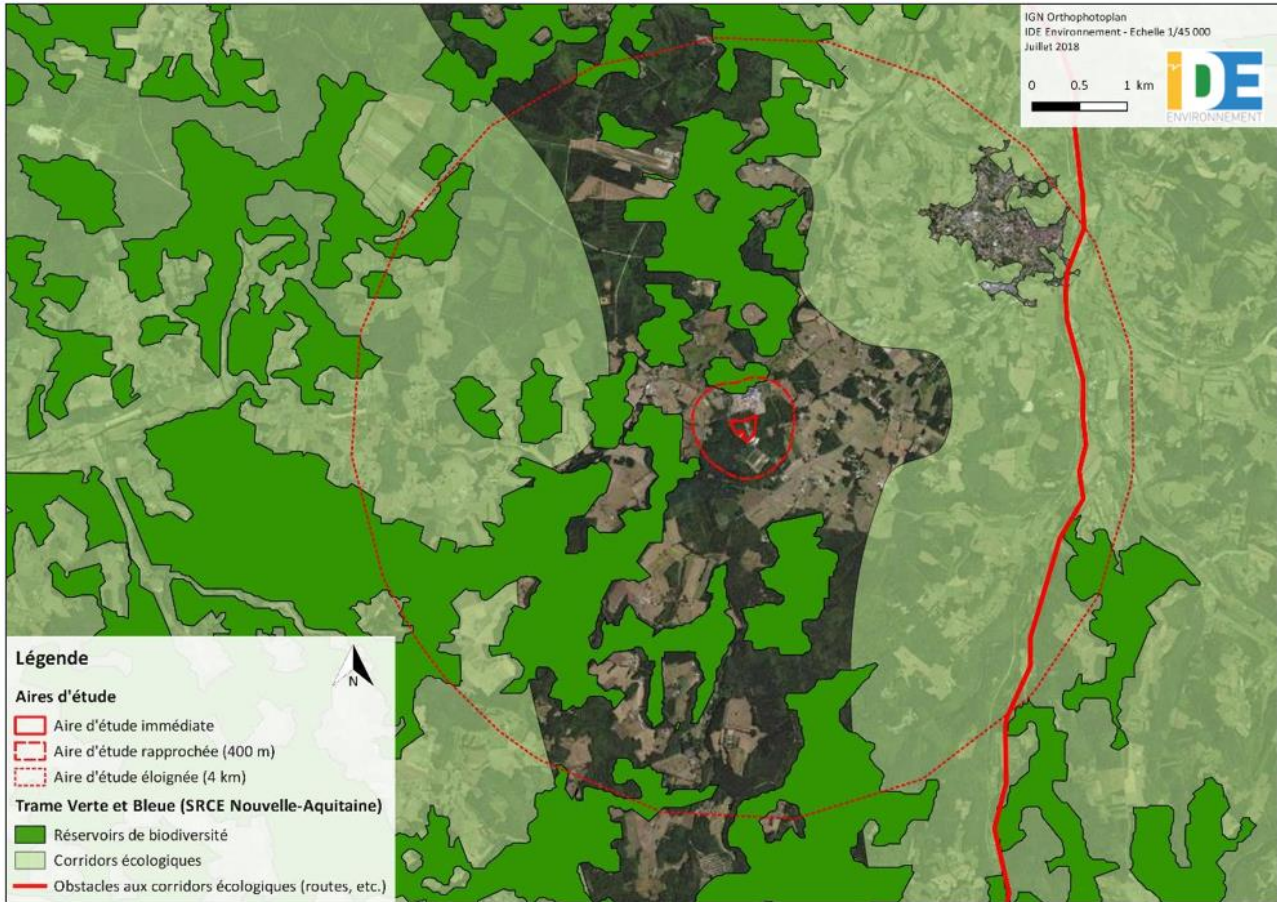 IGN Orthophotoplan
IDE Environnement - Echelle 1/45 000
Juillet 2018
0 0.5 1 km
iDE
ENVIRONNEMENT
Légende
N
Aires d'étude
Aire d'étude immédiate
Aire d'étude rapprochée (400 m)
Aire d'étude éloignée (4 km)
Trame Verte et Bleue (SRCE Nouvelle-Aquitaine)
Réservoirs de biodiversité
Corridors écologiques
Obstacles aux corridors écologiques (routes, etc.)